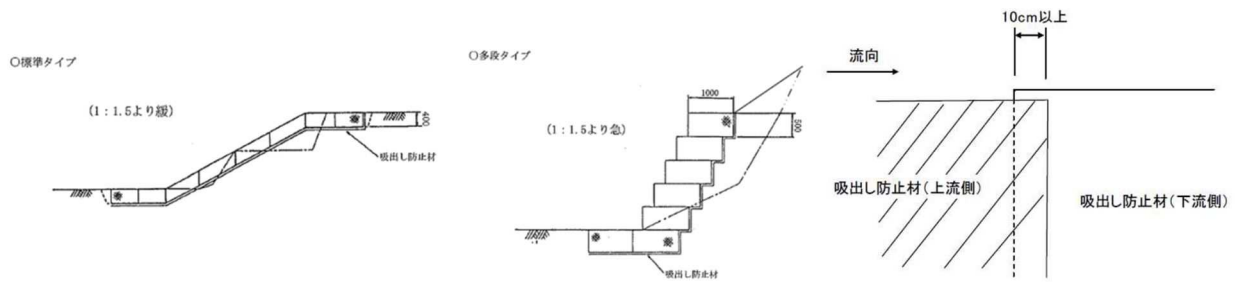 ○標準タイプ
(1:1.5より緩)
400
吸出し防止材
○多段タイプ
(1:1.5より急)
1000
500
吸出し防止材
10cm以上
流向
吸出し防止材(上流側)
吸出し防止材(下流側)